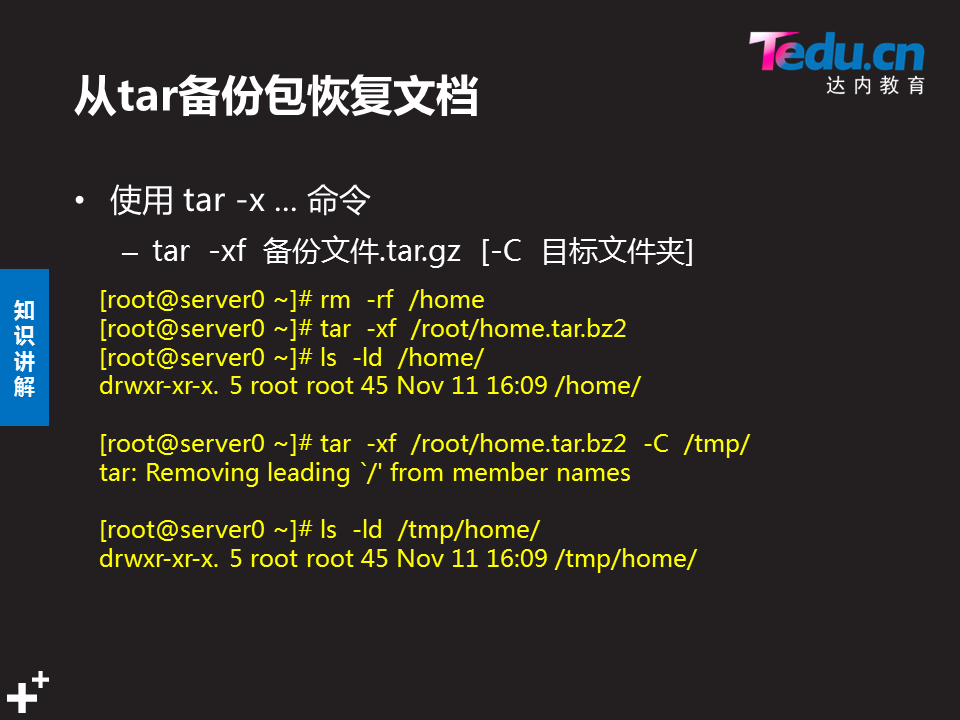 Tedu.cn
达内教育
从tar备份包恢复文档
• 使用 tar -x ... 命令
– tar -xf 备份文件.tar.gz [-C 目标文件夹]
知识讲解
[root@server0 ~]# rm -rf /home
[root@server0 ~]# tar -xf /root/home.tar.bz2
[root@server0 ~]# ls -ld /home/
drwxr-xr-x. 5 root root 45 Nov 11 16:09 /home/
[root@server0 ~]# tar -xf /root/home.tar.bz2 -C /tmp/
tar: Removing leading `/' from member names
[root@server0 ~]# ls -ld /tmp/home/
drwxr-xr-x. 5 root root 45 Nov 11 16:09 /tmp/home/